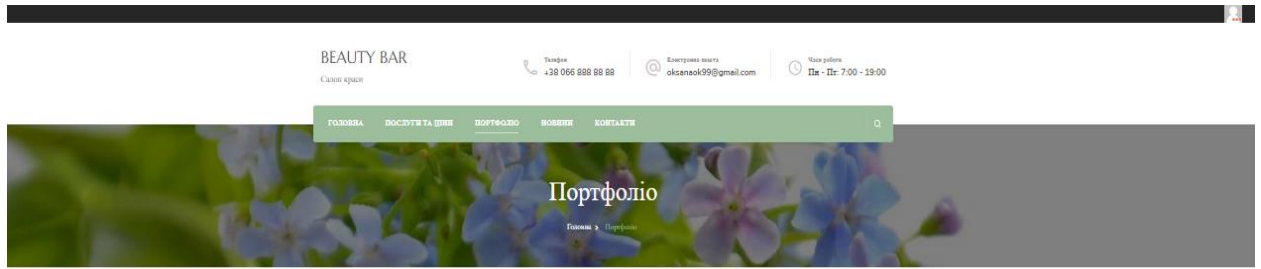 BEAUTY BAR
Салон краси
Телефон
+38 066 888 88 88
Електронна пошта
oksanaok99@gmail.com
Часи роботи
Пн - Пт: 7:00 - 19:00
ГОЛОВНА ПОСЛУГИ ТА ЦІНИ ПОРТФОЛІО НОВИНИ КОНТАКТИ
Портфоліо
Головна > Портфоліо